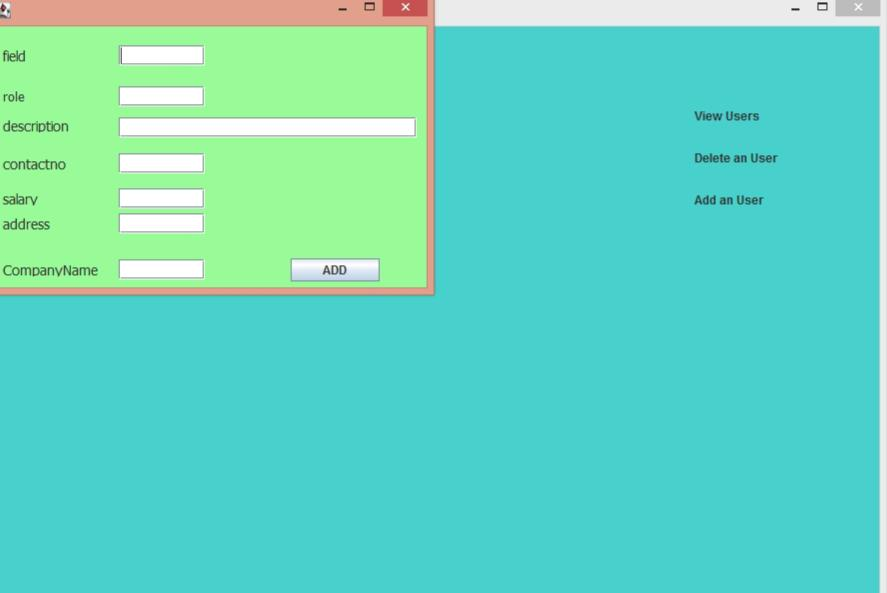 field
role
description
contactno
salary
address
CompanyName
ADD
View Users
Delete an User
Add an User